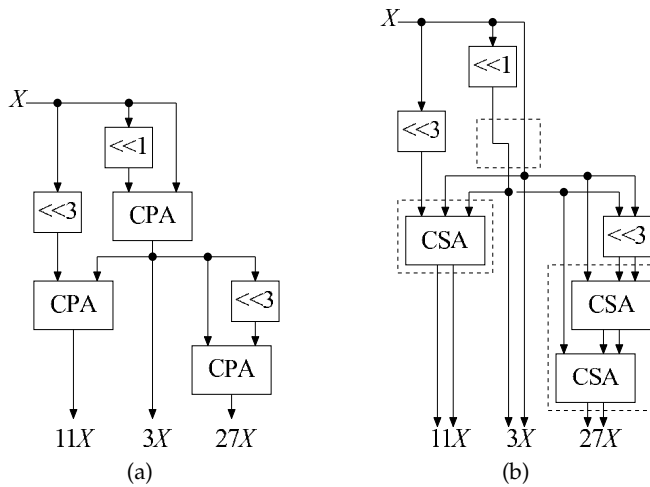 X
<<1
<<3
CPA
CPA
<<3
CPA
11X
3X
27X
(a)
X
<<1
<<3
CSA
<<3
CSA
CSA
11X
3X
27X
(b)